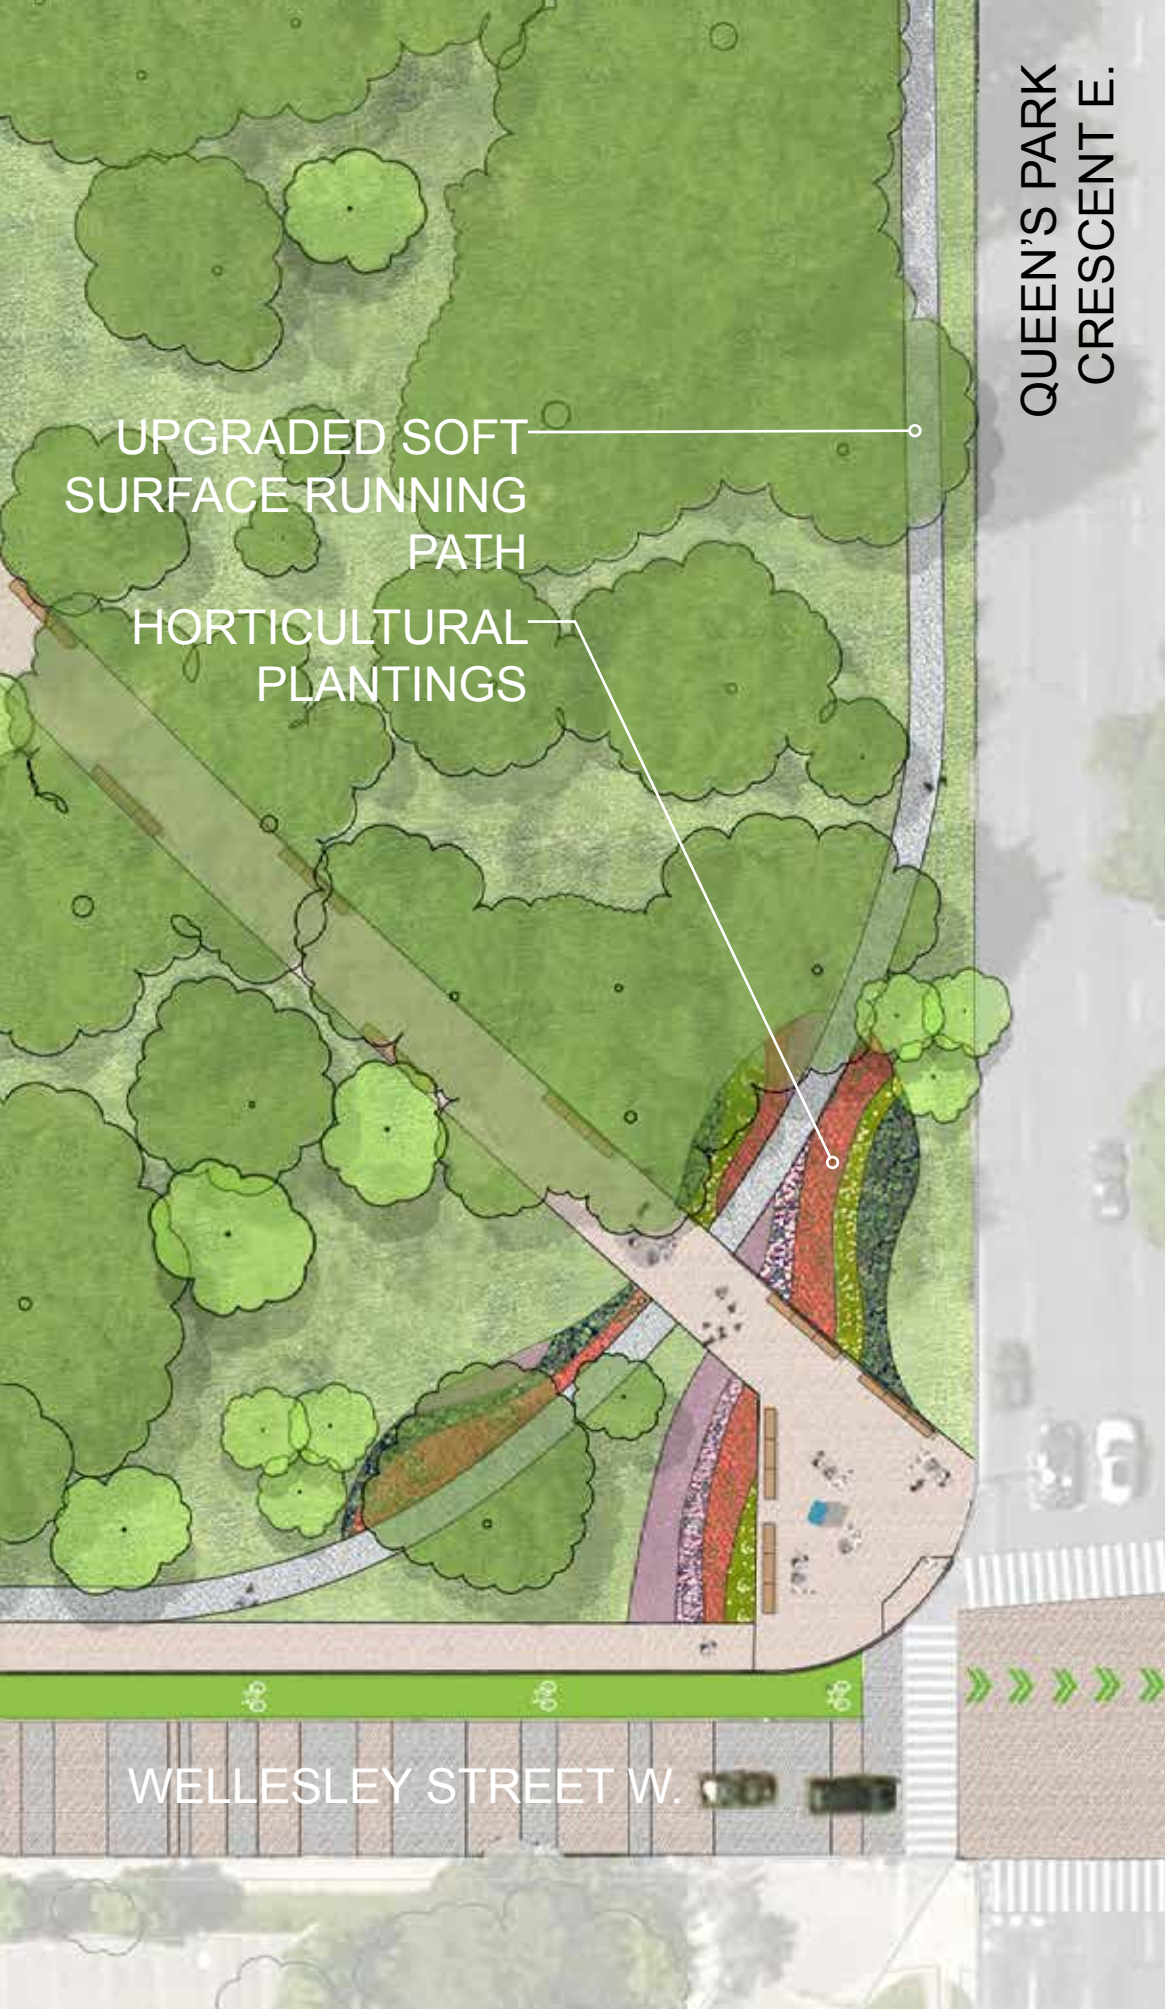 QUEEN'S PARK
CRESCENT E.
UPGRADED SOFT
SURFACE RUNNING
PATH
HORTICULTURAL
PLANTINGS
WELLESLEY STREET W.